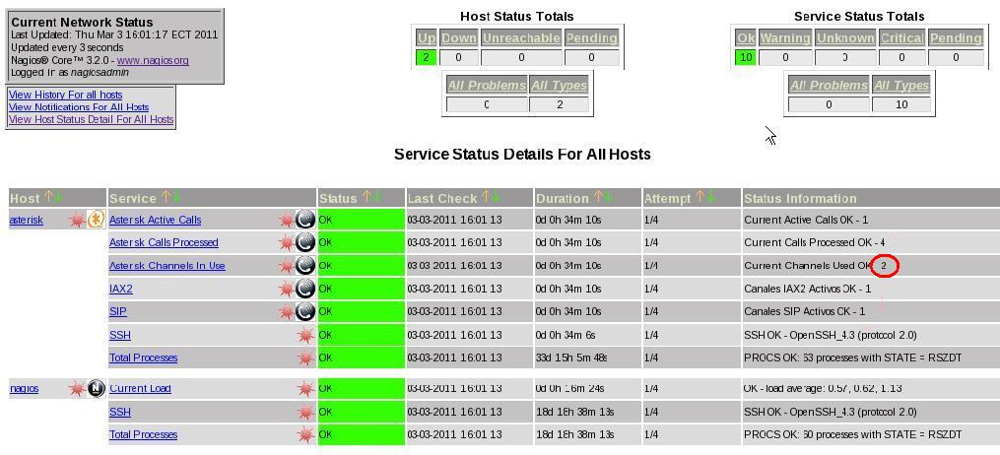 Current Network Status
Last Updated: Thu Mar 3 16:01:17 ECT 2011
Updated every 3 seconds
Nagios® Core™ 3.2.0 - www.nagios.org
Logged in as nagiosadmin
View History For all hosts
View Notifications For All Hosts
View Host Status Detail For All Hosts
Host Status Totals
Up Down Unreachable Pending
2 0 0 0
All Problems All Types
0 2
Service Status Totals
Ok Warning Unknown Critical Pending
10 0 0 0 0
All Problems All Types
0 10
Service Status Details For All Hosts
Host Service Status Last Check Duration Attempt Status Information
asterisk Asterisk Active Calls OK 03-03-2011 16:01:13 0d 0h 34m 10s 1/4 Current Active Calls OK - 1
Asterisk Calls Processed OK 03-03-2011 16:01:13 0d 0h 34m 10s 1/4 Current Calls Processed OK - 4
Asterisk Channels In Use OK 03-03-2011 16:01:13 0d 0h 34m 10s 1/4 Current Channels Used OK 2
IAX2 OK 03-03-2011 16:01:13 0d 0h 34m 10s 1/4 Canales IAX2 Activos OK - 1
SIP OK 03-03-2011 16:01:13 0d 0h 34m 10s 1/4 Canales SIP Activos OK - 1
SSH OK 03-03-2011 16:01:13 0d 0h 34m 6s 1/4 SSH OK - OpenSSH_4.3 (protocol 2.0)
Total Processes OK 03-03-2011 16:01:13 33d 15h 5m 48s 1/4 PROCS OK: processes with STATE = RSZDT
nagios N Current Load OK 03-03-2011 16:01:13 0d 0h 16m 24s 1/4 OK - load average: 0.57, 0.62, 1.13
SSH OK 03-03-2011 16:01:13 18d 18h 38m 13s 1/4 SSH OK - OpenSSH_4.3 (protocol 2.0)
Total Processes OK 03-03-2011 16:01:13 18d 18h 38m 13s 1/4 PROCS OK: processes with STATE = RSZDT